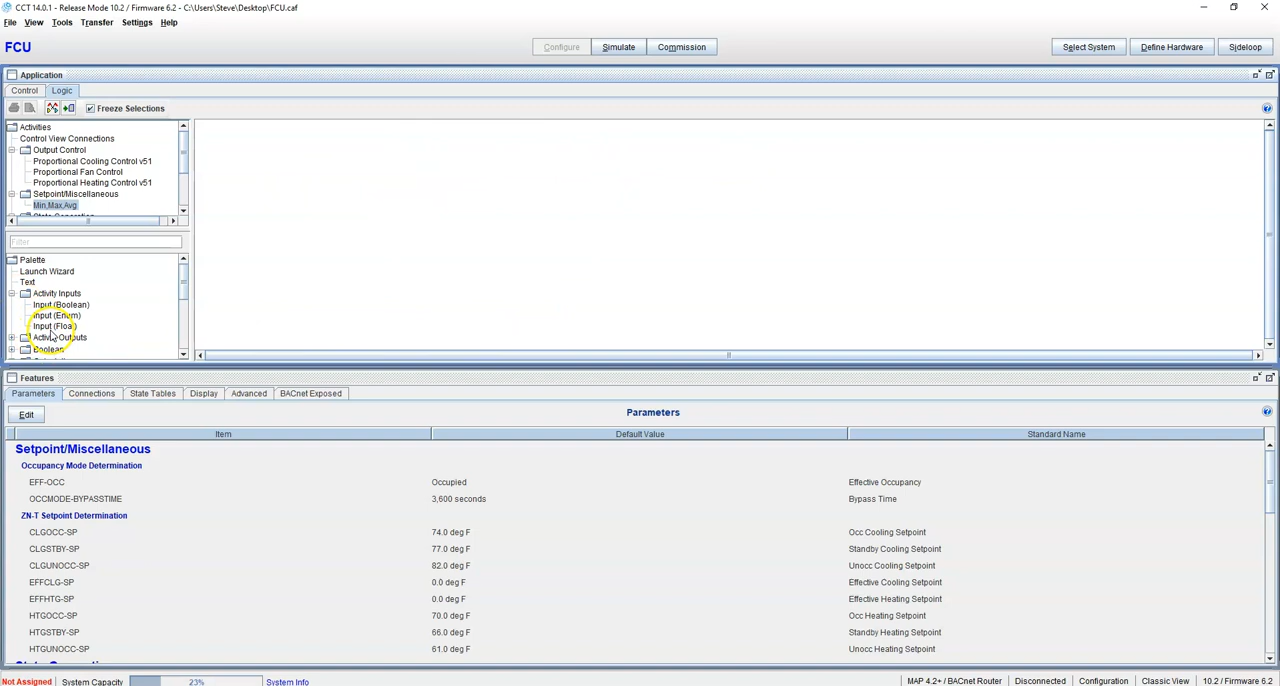 CCT 14.0.1 - Release Mode 10.2 / Firmware 6.2 - C:\Users\Steve\Desktop\FCU.caf
File View Tools Transfer Settings Help
FCU Configure Simulate Commission Select System Define Hardware Sideloop
Application
Control Logic
Freeze Selections
Activities
Control View Connections
Output Control
Proportional Cooling Control v51
Proportional Fan Control
Proportional Heating Control v51
Setpoint/Miscellaneous
Min,Max,Avg
State Generation
Filter
Palette
Launch Wizard
Text
Activity Inputs
Input (Boolean)
Input (Enum)
Input (Float)
Activity Outputs
Boolean
Features
Parameters Connections State Tables Display Advanced BACnet Exposed
Edit Parameters
Item Default Value Standard Name
Setpoint/Miscellaneous
Occupancy Mode Determination
EFF-OCC Occupied Effective Occupancy
OCCMODE-BYPASSTIME 3,600 seconds Bypass Time
ZN-T Setpoint Determination
CLGOCC-SP 74.0 deg F Occ Cooling Setpoint
CLGSTBY-SP 77.0 deg F Standby Cooling Setpoint
CLGUNOCC-SP 82.0 deg F Unocc Cooling Setpoint
EFFCLG-SP 0.0 deg F Effective Cooling Setpoint
EFFHTG-SP 0.0 deg F Effective Heating Setpoint
HTGOCC-SP 70.0 deg F Occ Heating Setpoint
HTGSTBY-SP 66.0 deg F Standby Heating Setpoint
HTGUNOCC-SP 61.0 deg F Unocc Heating Setpoint
Not Assigned System Capacity 23% System Info MAP 4.2+ / BACnet Router Disconnected Configuration Classic View 10.2 / Firmware 6.2